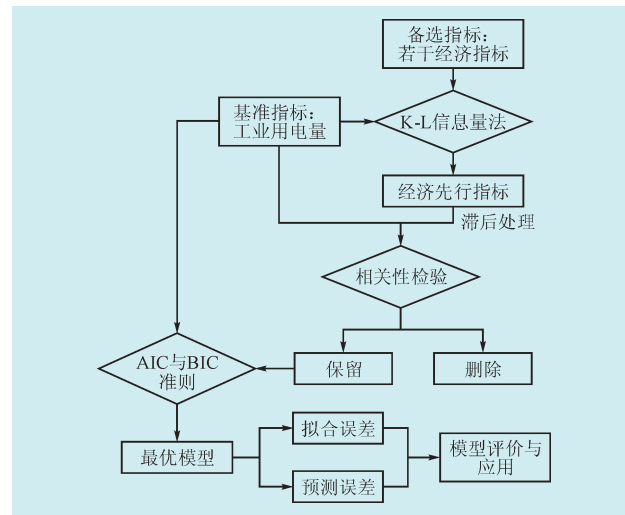 备选指标：
若干经济指标
基准指标：
工业用电量
K-L信息量法
经济先行指标
滞后处理
相关性检验
AIC与BIC
准则
保留
删除
最优模型
拟合误差
预测误差
模型评价与
应用